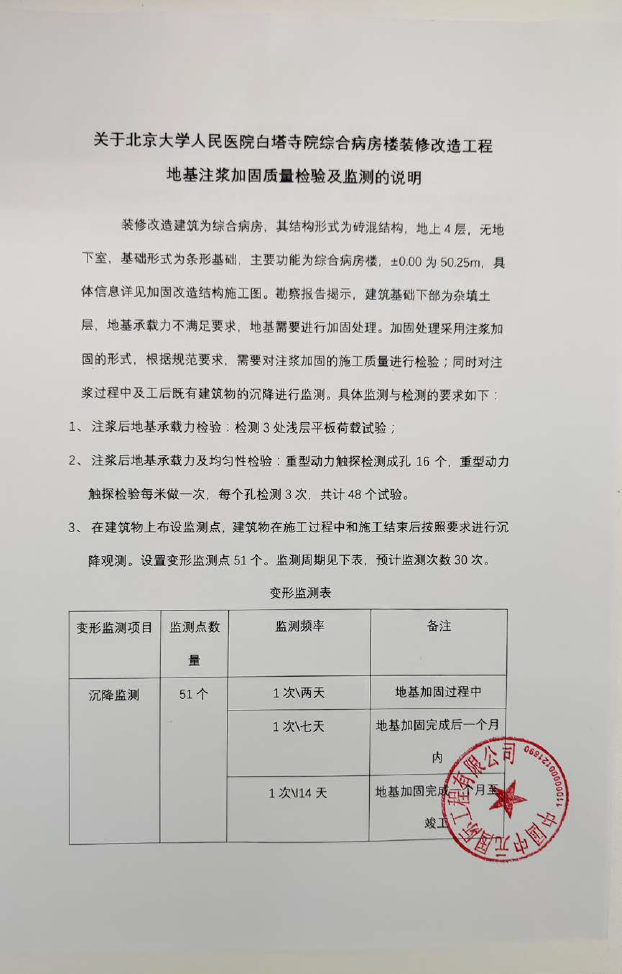 关于北京大学人民医院白塔寺院综合病房楼装修改造工程
地基注浆加固质量检验及监测的说明
装修改造建筑为综合病房，其结构形式为砖混结构，地上 4 层，无地
下室，基础形式为条形基础，主要功能为综合病房楼，±0.00 为 50.25m，具
体信息详见加固改造结构施工图。勘察报告揭示，建筑基础下部为杂填土
层，地基承载力不满足要求，地基需要进行加固处理。加固处理采用注浆加
固的形式，根据规范要求，需要对注浆加固的施工质量进行检验；同时对注
浆过程中及工后既有建筑物的沉降进行监测。具体监测与检测的要求如下：
1、 注浆后地基承载力检验：检测 3 处浅层平板荷载试验；
2、 注浆后地基承载力及均匀性检验：重型动力触探检测成孔 16 个，重型动力
触探检验每米做一次，每个孔检测 3 次，共计 48 个试验。
3、 在建筑物上布设监测点，建筑物在施工过程中和施工结束后按照要求进行沉
降观测。设置变形监测点 51 个。监测周期见下表，预计监测次数 30 次。
变形监测表
变形监测项目 监测点数 监测频率 备注
量
沉降监测 51 个 1 次\两天 地基加固过程中
1 次\七天 地基加固完成后一个月
内
1 次\14 天 地基加固完成 月至
竣工
中国中元国际工程有限公司